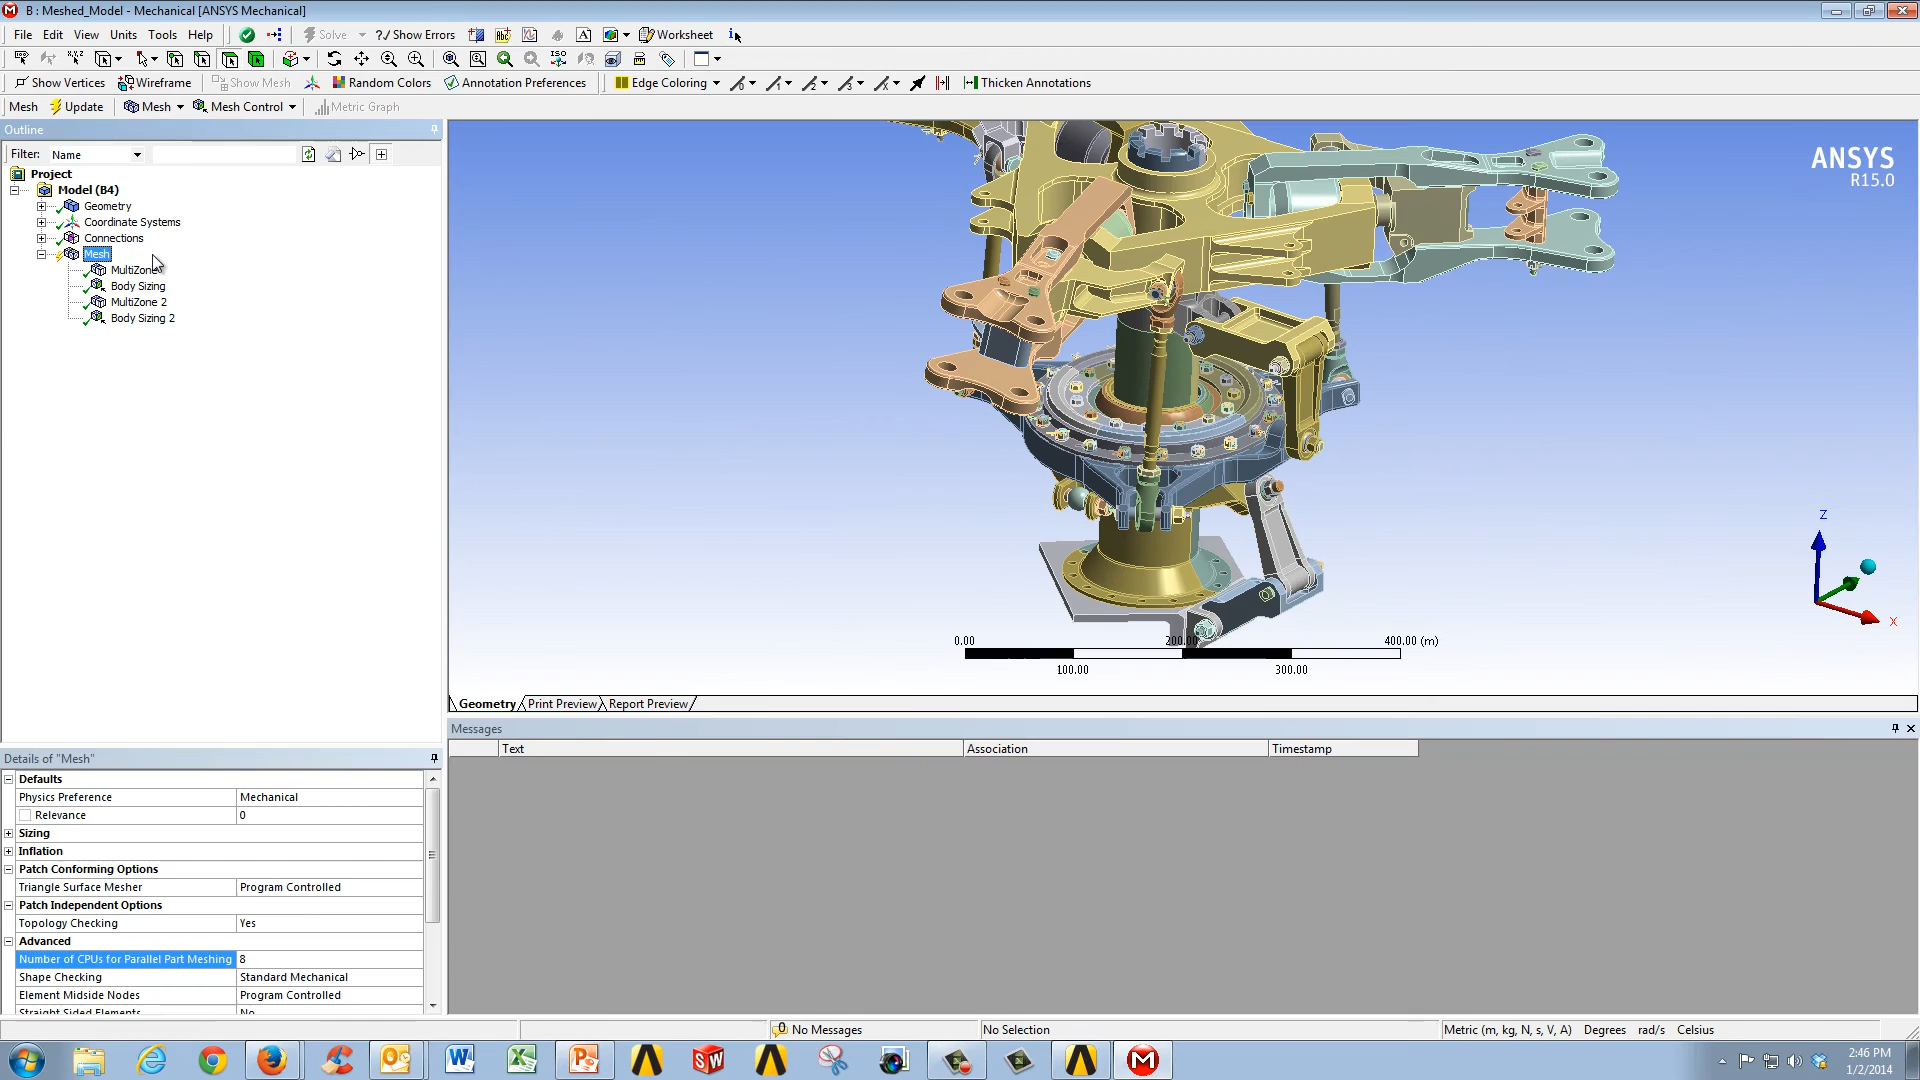 B : Meshed_Model - Mechanical [ANSYS Mechanical]
File Edit View Units Tools Help Solve ?/ Show Errors Worksheet
Show Vertices Wireframe Show Mesh Random Colors Annotation Preferences Edge Coloring Thicken Annotations
Mesh Update Mesh Mesh Control Metric Graph
Outline
Filter: Name
Project
Model (B4)
Geometry
Coordinate Systems
Connections
Mesh
MultiZone
Body Sizing
MultiZone 2
Body Sizing 2
ANSYS
R15.0
Z
X
0.00 200.00 400.00 (m)
100.00 300.00
Geometry Print Preview Report Preview
Messages
Text Association Timestamp
Details of "Mesh"
Defaults
Physics Preference Mechanical
Relevance 0
Sizing
Inflation
Patch Conforming Options
Triangle Surface Mesher Program Controlled
Patch Independent Options
Topology Checking Yes
Advanced
Number of CPUs for Parallel Part Meshing 8
Shape Checking Standard Mechanical
Element Midside Nodes Program Controlled
Straight Sided Elements No
0 No Messages No Selection Metric (m, kg, N, s, V, A) Degrees rad/s Celsius
2:46 PM
1/2/2014